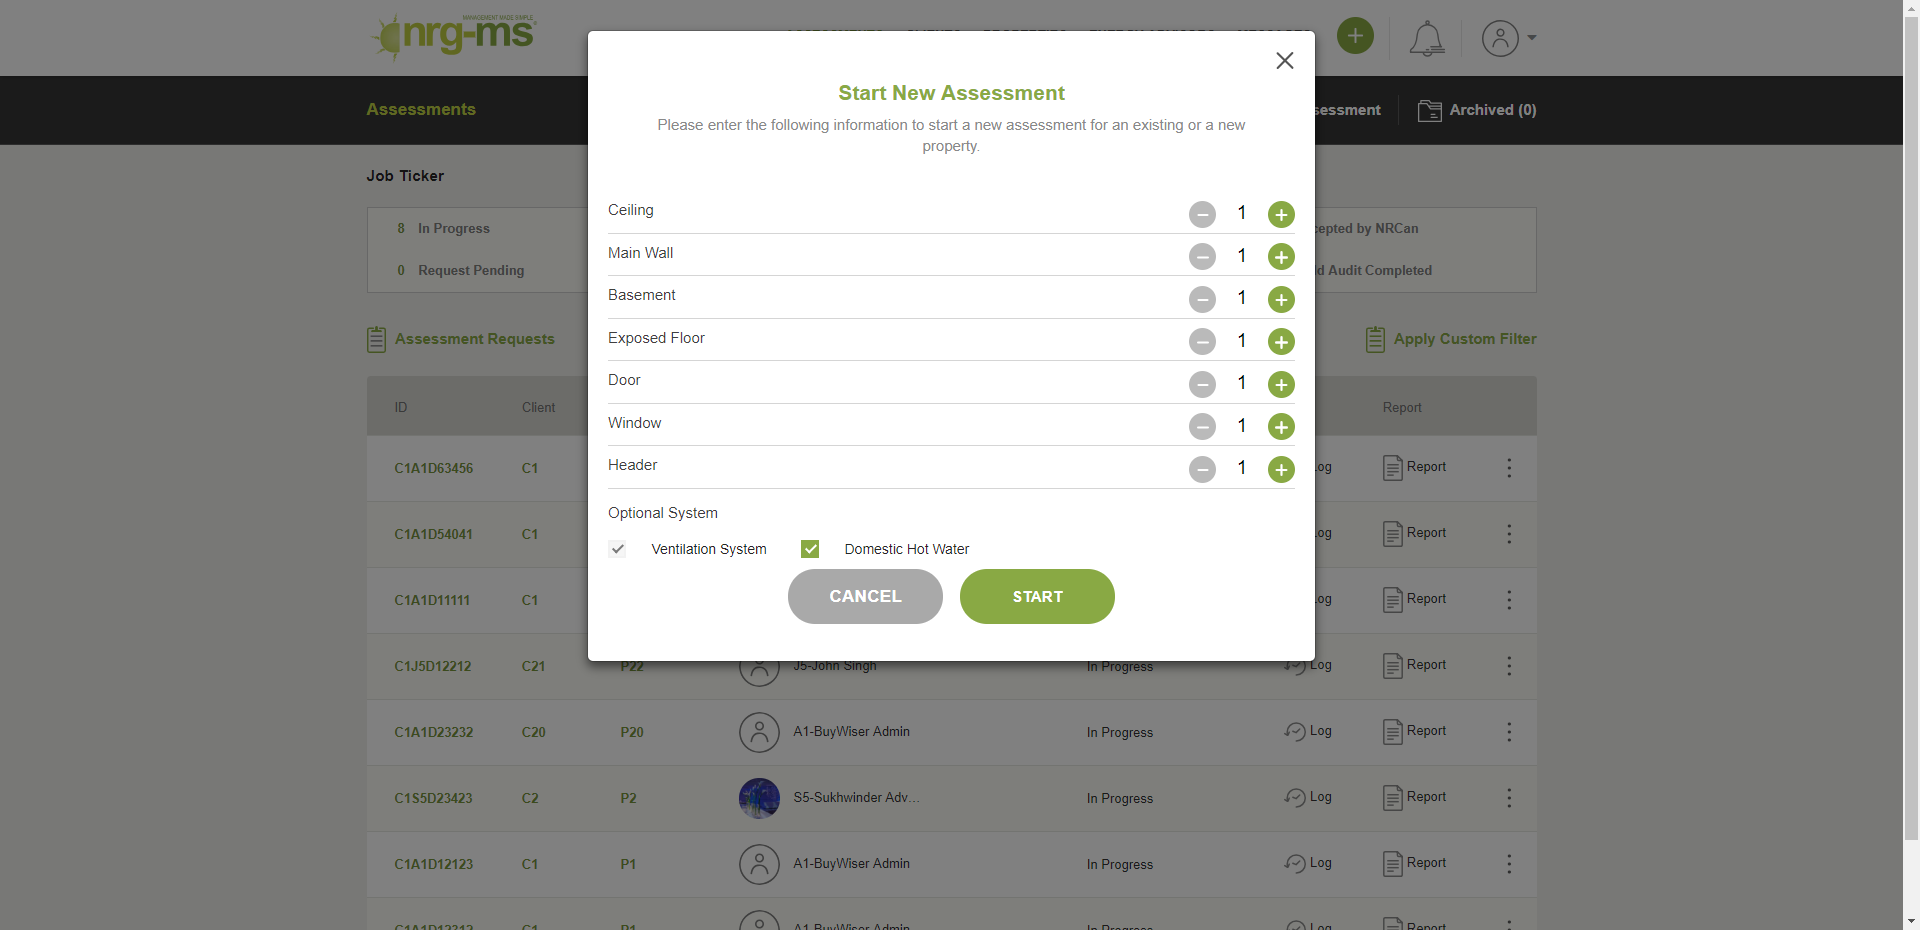 MANAGEMENT MADE SIMPLE
nrg-ms
Assessments
sessment
Archived (0)
Start New Assessment
Please enter the following information to start a new assessment for an existing or a new
property.
Job Ticker
8 In Progress
cepted by NRCan
0 Request Pending
ld Audit Completed
Ceiling 1
Main Wall 1
Basement 1
Exposed Floor 1
Door 1
Window 1
Header 1
Optional System
Ventilation System
Domestic Hot Water
CANCEL
START
Assessment Requests
Apply Custom Filter
ID Client Report
C1A1D63456 C1 og Report
C1A1D54041 C1 og Report
C1A1D11111 C1 og Report
C1J5D12212 C21 P22 J5-John Singh In Progress Log Report
C1A1D23232 C20 P20 A1-BuyWiser Admin In Progress Log Report
C1S5D23423 C2 P2 S5-Sukhwinder Adv... In Progress Log Report
C1A1D12123 C1 P1 A1-BuyWiser Admin In Progress Log Report
C1A1D12312 C1 P1 A1-BuyWiser Admin In Progress Log Report